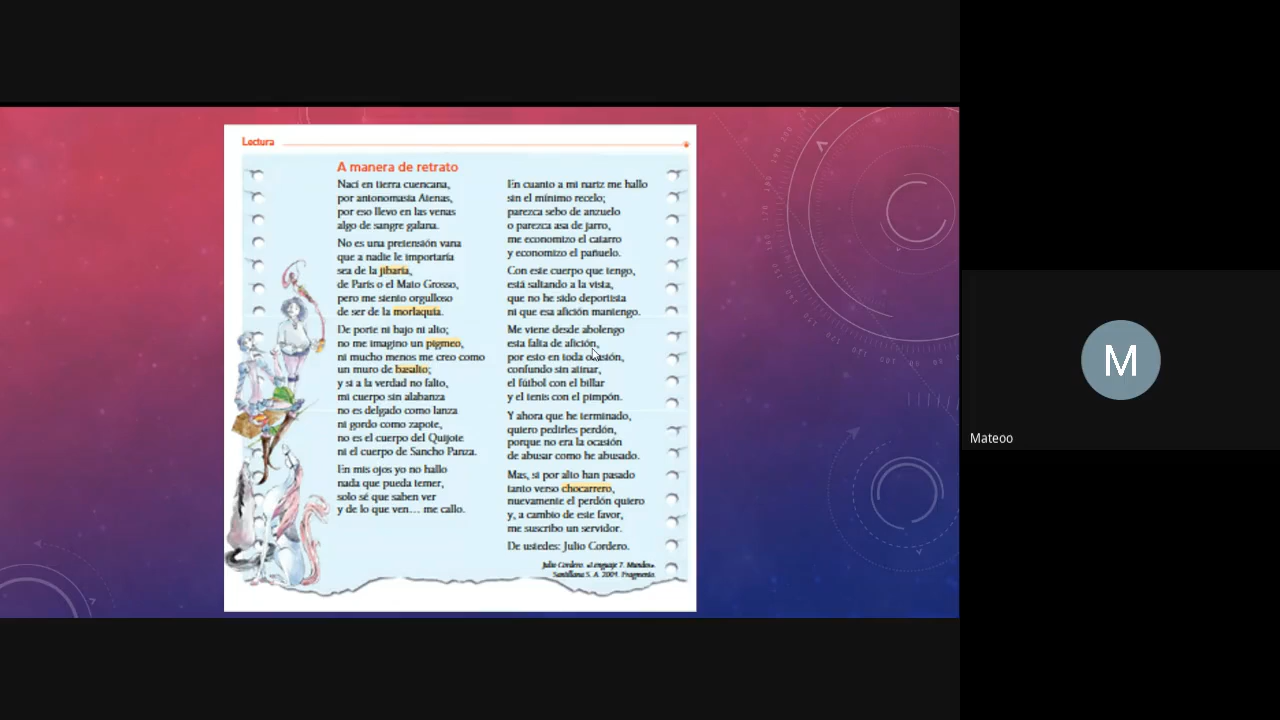 Lectura
A manera de retrato
Nací en tierra cuencana,
por antonomasia Atenas,
por eso llevo en las venas
algo de sangre galana.
No es una pretensión vana
que a nadie le importaría
sea de la jibaría,
de París o el Mato Grosso,
pero me siento orgulloso
de ser de la morlaquía.
De porte ni bajo ni alto;
no me imagino un pigmeo,
ni mucho menos me creo como
un muro de basalto;
y si a la verdad no falto,
mi cuerpo sin alabanza
no es delgado como lanza
ni gordo como zapote,
no es el cuerpo del Quijote
ni el cuerpo de Sancho Panza.
En mis ojos yo no hallo
nada que pueda temer,
solo sé que saben ver
y de lo que ven... me callo.
En cuanto a mi nariz me hallo
sin el mínimo recelo;
parezca sebo de anzuelo
o parezca asa de jarro,
me economizo el catarro
y economizo el pañuelo.
Con este cuerpo que tengo,
está saltando a la vista,
que no he sido deportista
ni que esa afición mantengo.
Me viene desde abolengo
esta falta de afición,
por esto en toda ocasión,
confundo sin atinar,
el fútbol con el billar
y el tenis con el pimpón.
Y ahora que he terminado,
quiero pedirles perdón,
porque no era la ocasión
de abusar como he abusado.
Mas, si por alto han pasado
tanto verso chocarrero,
nuevamente el perdón quiero
y, a cambio de este favor,
me suscribo un servidor.
De ustedes: Julio Cordero.
Julio Cordero. «Lenguaje 7. Mundos».
Santillana S. A. 2004. Fragmento.
M
Mateoo